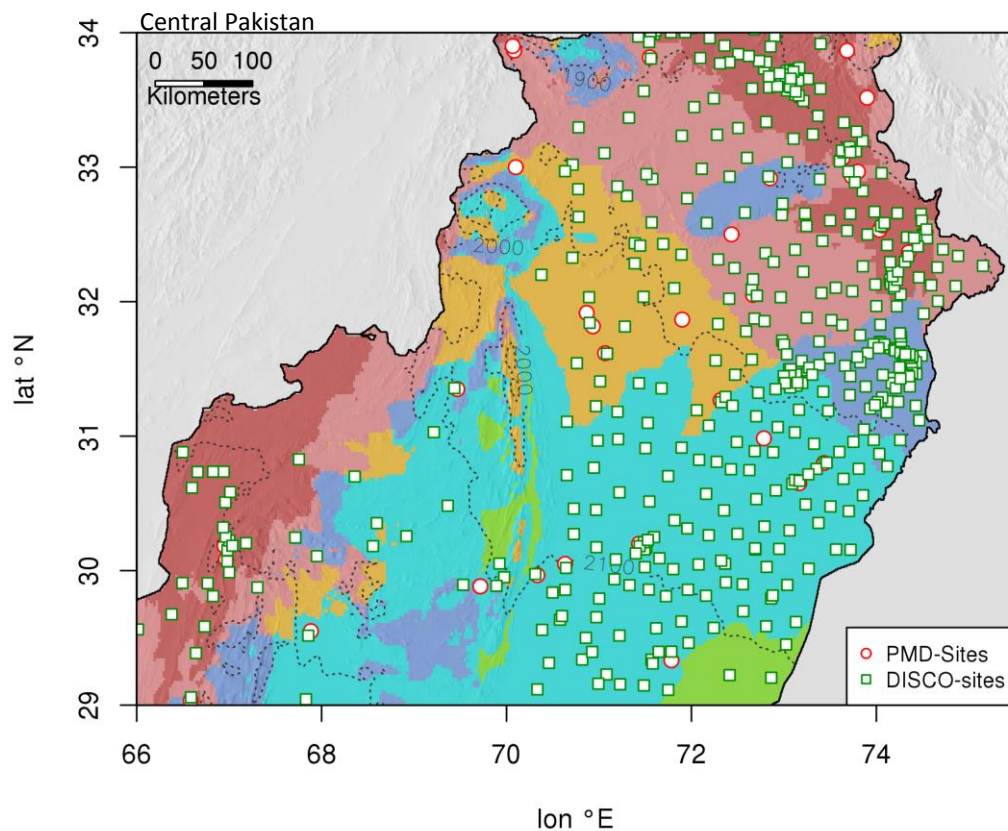 Central Pakistan
0 50 100
Kilometers
34
33
32
31
30
29
lat °N
1900
2000
2000
2100
PMD-Sites
DISCO-sites
66 68 70 72 74
lon °E